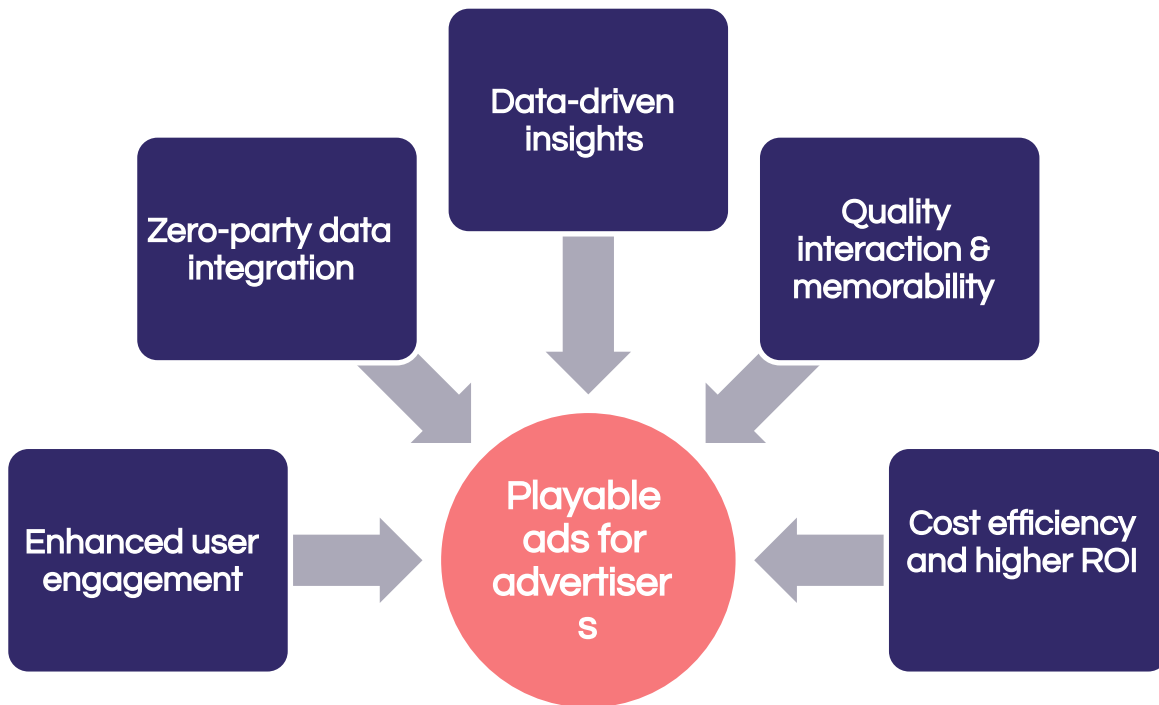 Data-driven
insights
Zero-party data
integration
Quality
interaction &
memorability
Enhanced user
engagement
Playable
ads for
advertiser
s
Cost efficiency
and higher ROI